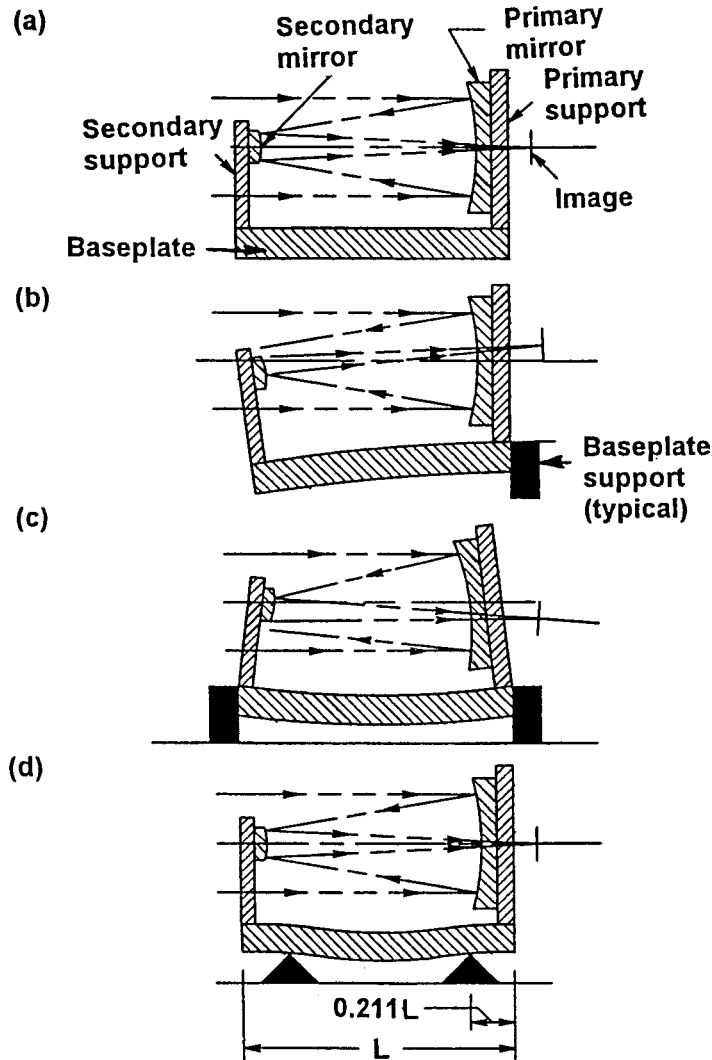 (a)
Secondary
mirror
Primary
mirror
Primary
support
Secondary
support
Image
Baseplate
(b)
Baseplate
support
(typical)
(c)
(d)
0.211L
L